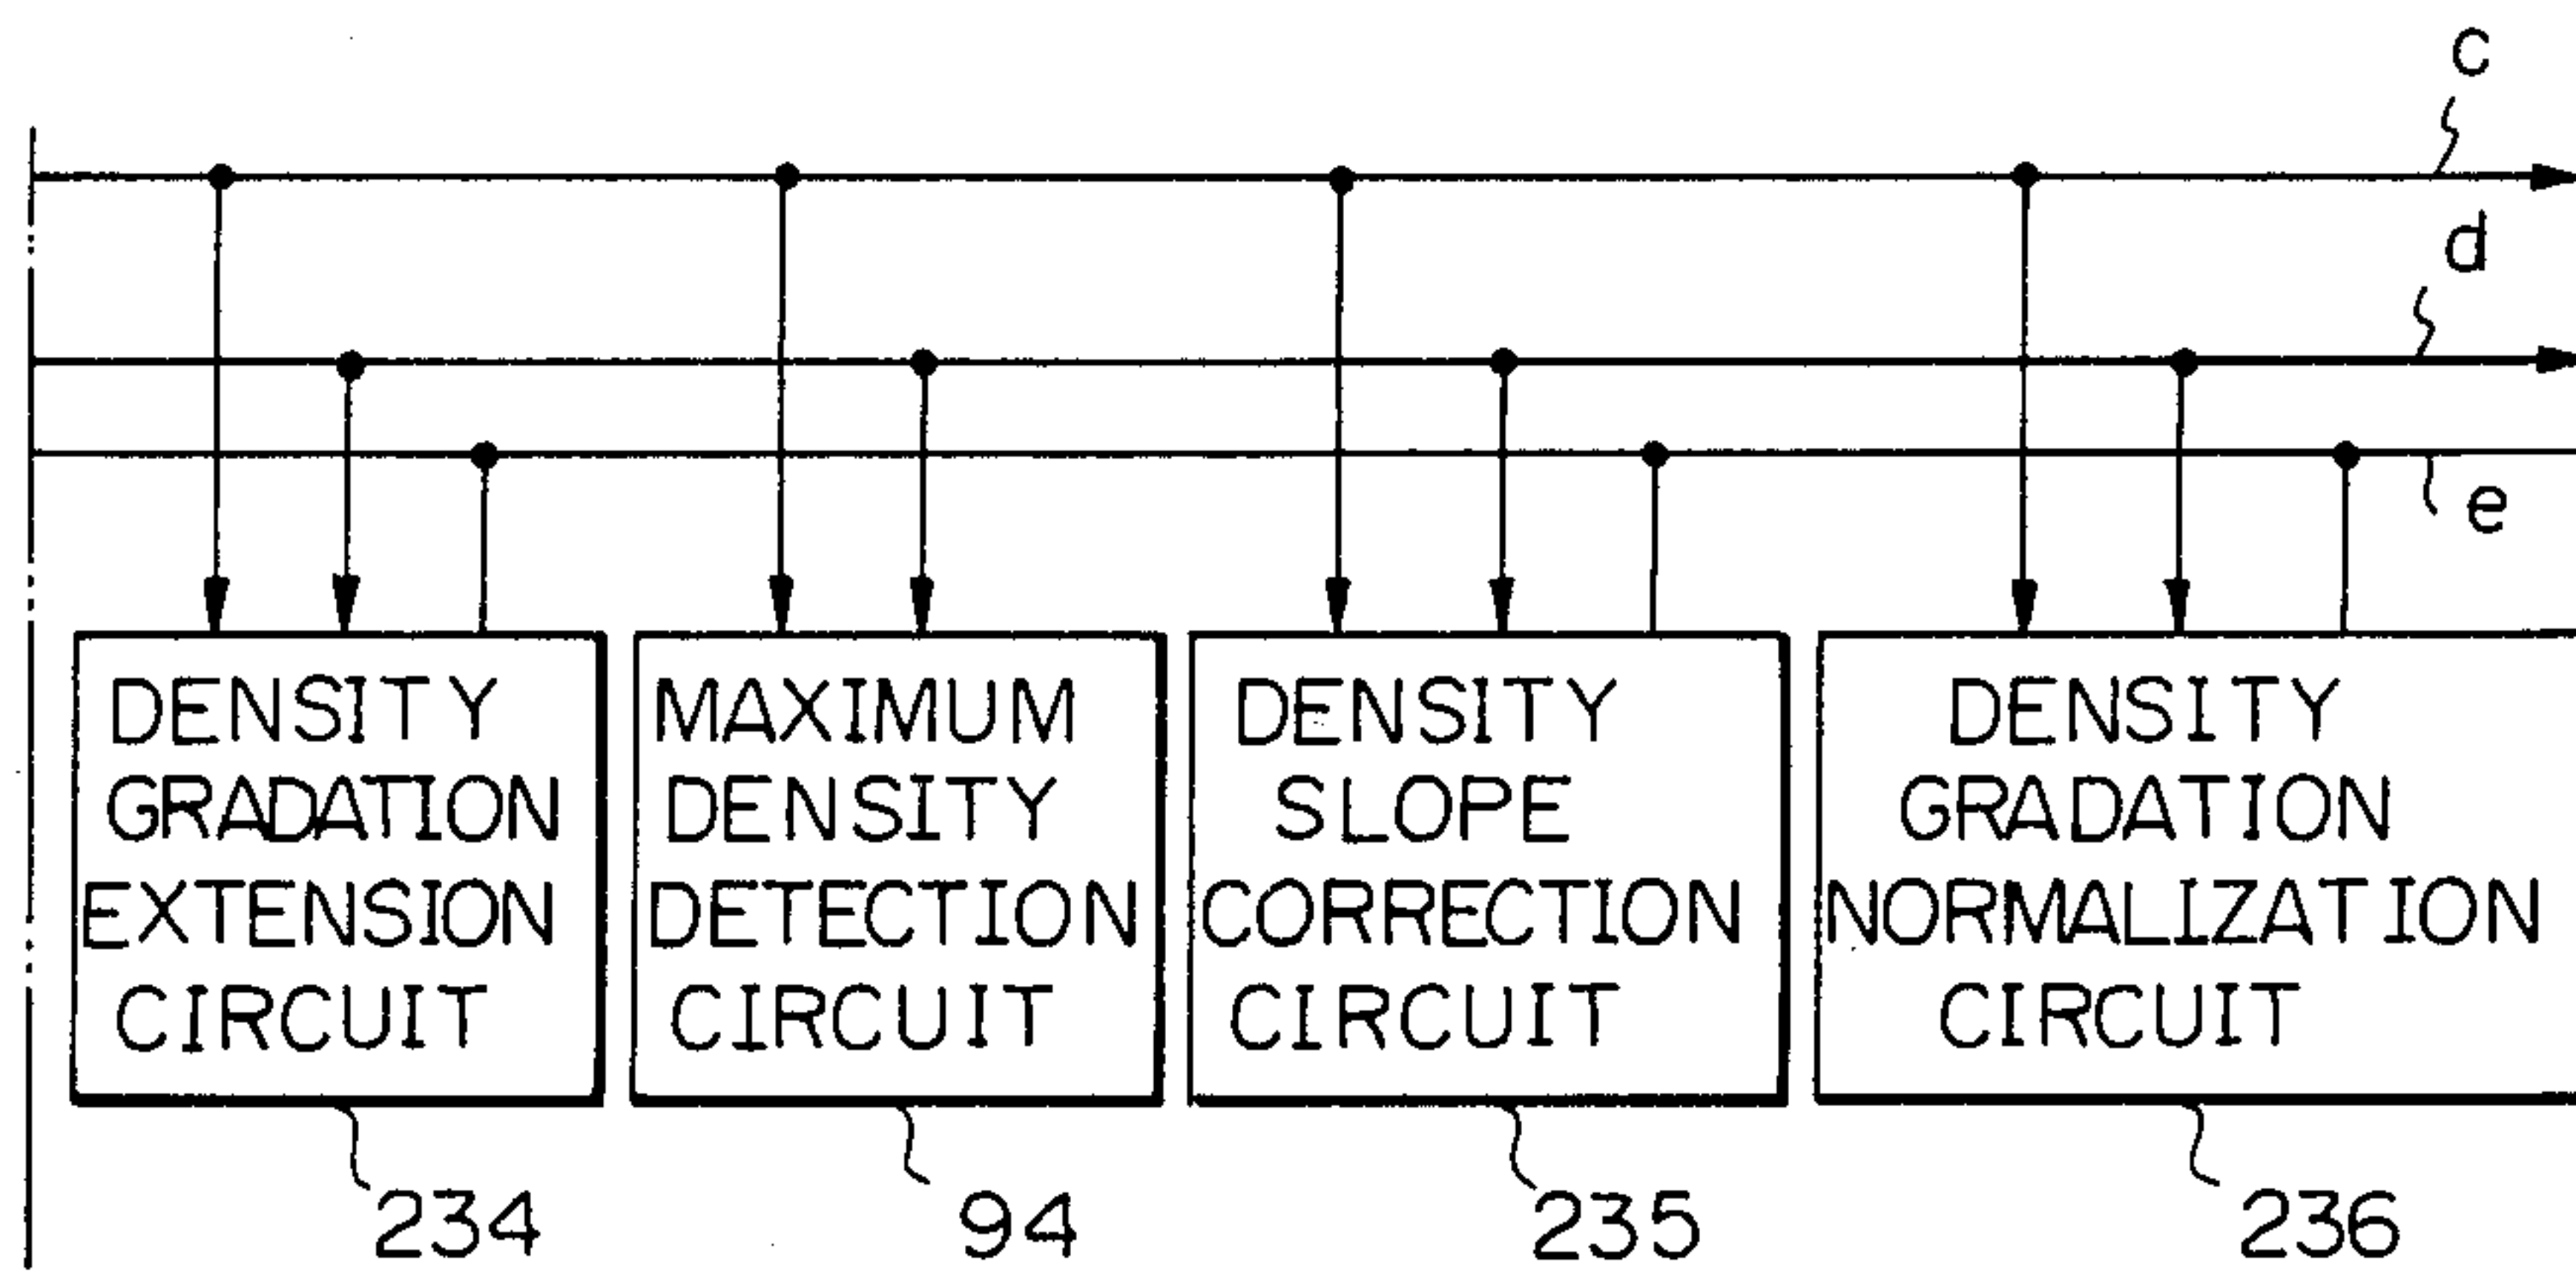 c
d
e
DENSITY
GRADATION
EXTENSION
CIRCUIT
MAXIMUM
DENSITY
DETECTION
CIRCUIT
DENSITY
SLOPE
CORRECTION
CIRCUIT
DENSITY
GRADATION
NORMALIZATION
CIRCUIT
234
94
235
236